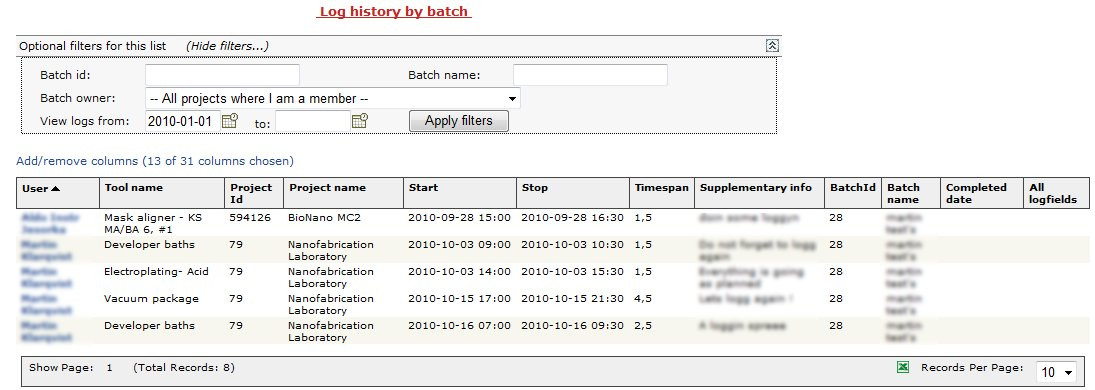 Log history by batch
Optional filters for this list (Hide filters...)
Batch id: Batch name:
Batch owner: -- All projects where I am a member --
View logs from: 2010-01-01 to: Apply filters
Add/remove columns (13 of 31 columns chosen)
User Tool name Project Id Project name Start Stop Timespan Supplementary info BatchId Batch name Completed date All logfields
Mask aligner - KS MA/BA 6, #1 594126 BioNano MC2 2010-09-28 15:00 2010-09-28 16:30 1,5 28
Developer baths 79 Nanofabrication Laboratory 2010-10-03 09:00 2010-10-03 10:30 1,5 28
Electroplating- Acid 79 Nanofabrication Laboratory 2010-10-03 14:00 2010-10-03 15:30 1,5 28
Vacuum package 79 Nanofabrication Laboratory 2010-10-15 17:00 2010-10-15 21:30 4,5 28
Developer baths 79 Nanofabrication Laboratory 2010-10-16 07:00 2010-10-16 09:30 2,5 28
Show Page: 1 (Total Records: 8) Records Per Page: 10